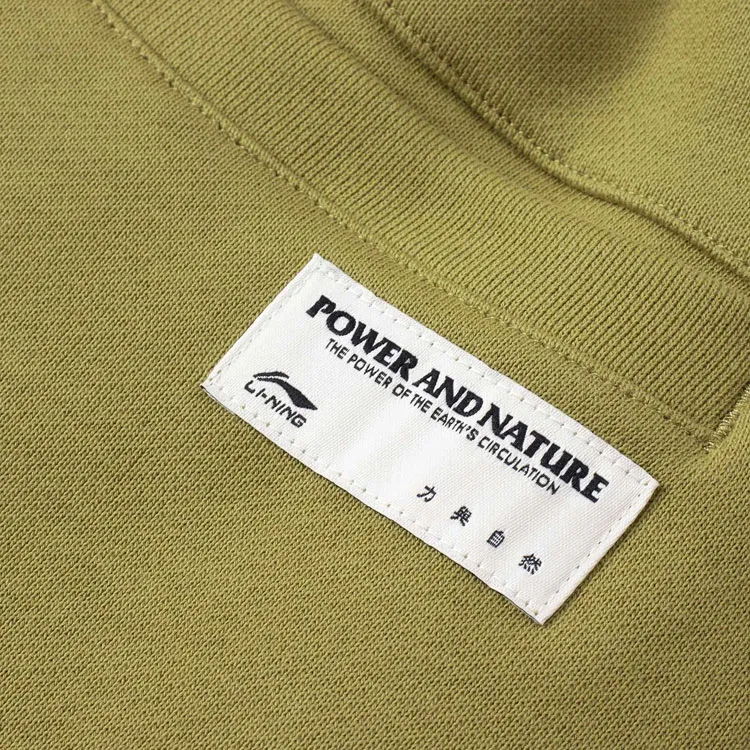 POWER AND NATURE
THE POWER OF THE EARTH'S CIRCULATION
LI-NING
力與自然